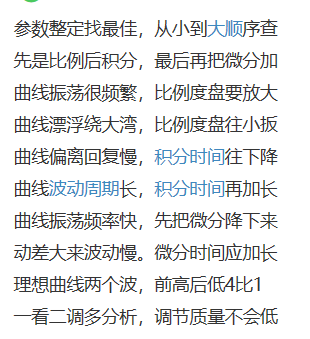 参数整定找最佳，从小到大顺序查
先是比例后积分，最后再把微分加
曲线振荡很频繁，比例度盘要放大
曲线漂浮绕大湾，比例度盘往小扳
曲线偏离回复慢，积分时间往下降
曲线波动周期长，积分时间再加长
曲线振荡频率快，先把微分降下来
动差大来波动慢。微分时间应加长
理想曲线两个波，前高后低4比1
一看二调多分析，调节质量不会低